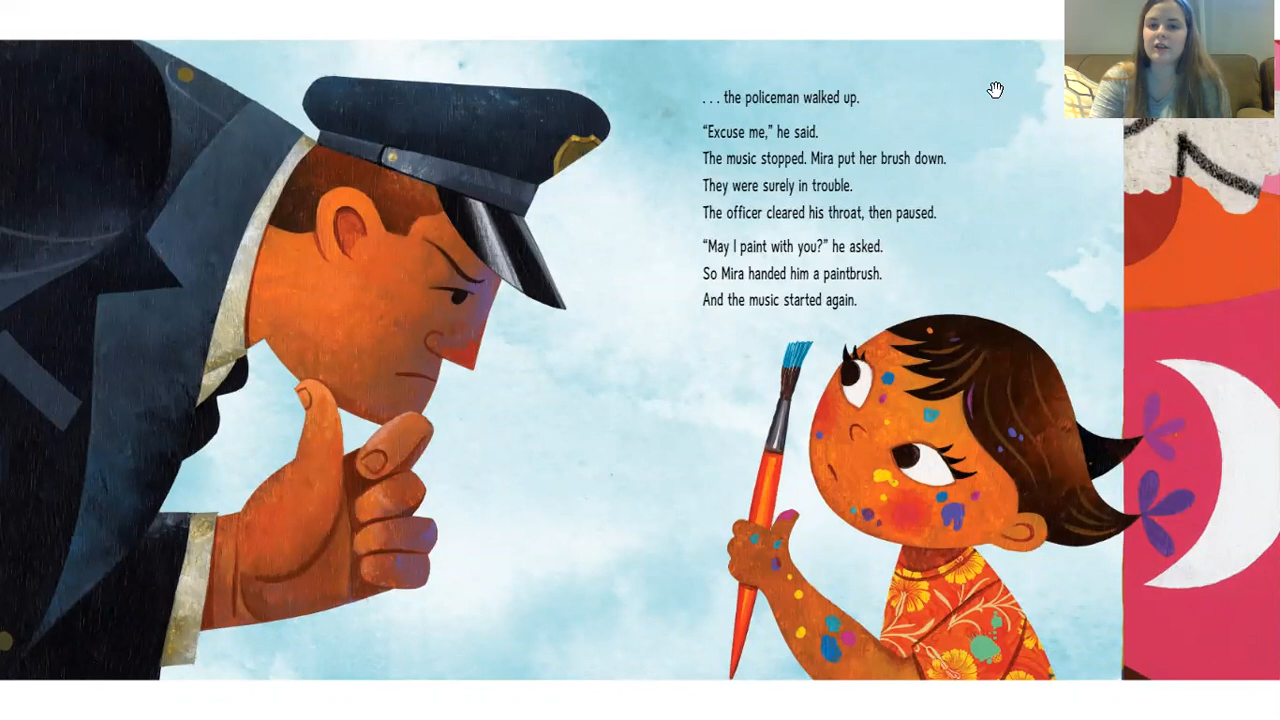 . . . the policeman walked up.
“Excuse me,” he said.
The music stopped. Mira put her brush down.
They were surely in trouble.
The officer cleared his throat, then paused.
“May I paint with you?” he asked.
So Mira handed him a paintbrush.
And the music started again.